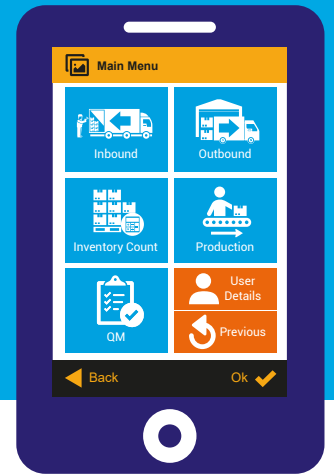 Main Menu
Inbound
Outbound
Inventory Count
Production
QM
User
Details
Previous
Back
Ok